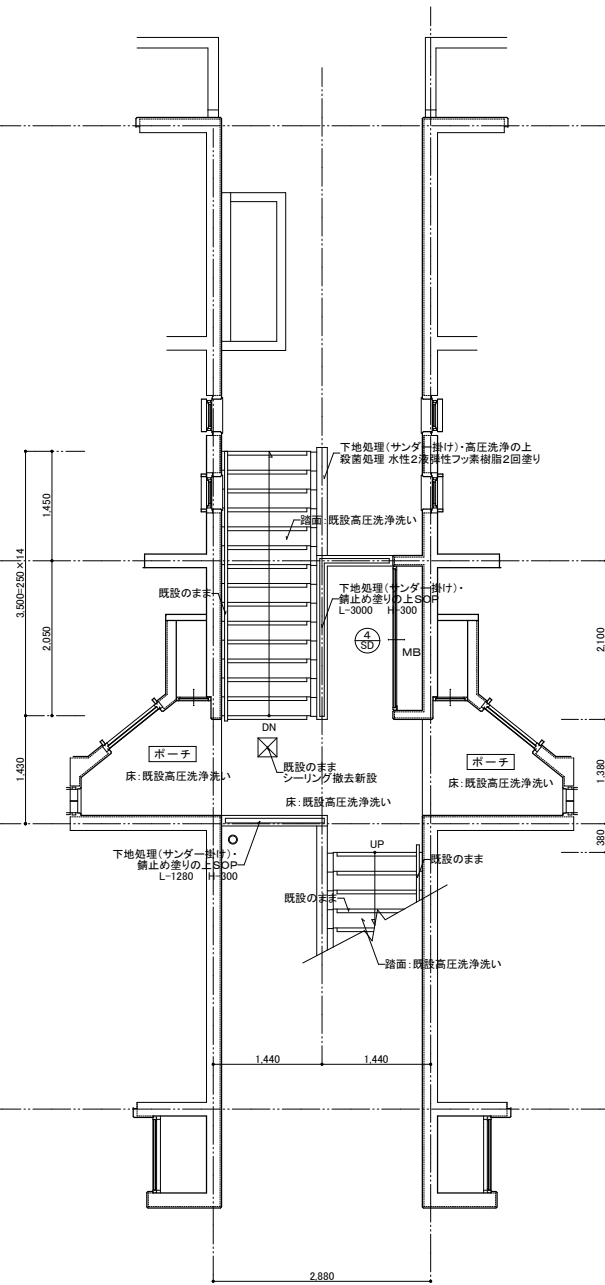 下地処理(サンダー掛け)・高圧洗浄の上
殺菌処理 水性2液弾性フッ素樹脂2回塗り
1,450
踏面:既設高圧洗浄洗い
3,500=250×14
既設のまま
下地処理(サンダー掛け)・
錆止め塗りの上SOP
L-3000 H-300
4
SD
MB
2,050
2,100
DN
ポーチ
床:既設高圧洗浄洗い
既設のまま
シーリング撤去新設
ポーチ
床:既設高圧洗浄洗い
1,430
1,380
床:既設高圧洗浄洗い
380
下地処理(サンダー掛け)・
錆止め塗りの上SOP
L-1280 H-300
UP
既設のまま
既設のまま
踏面:既設高圧洗浄洗い
1,440
1,440
2,880